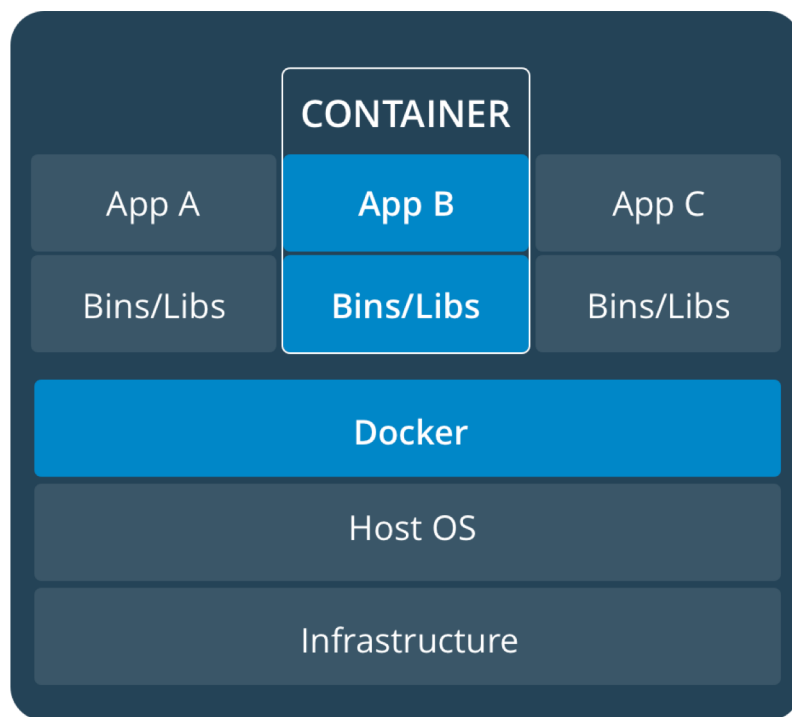 CONTAINER
App A App B App C
Bins/Libs Bins/Libs Bins/Libs
Docker
Host OS
Infrastructure